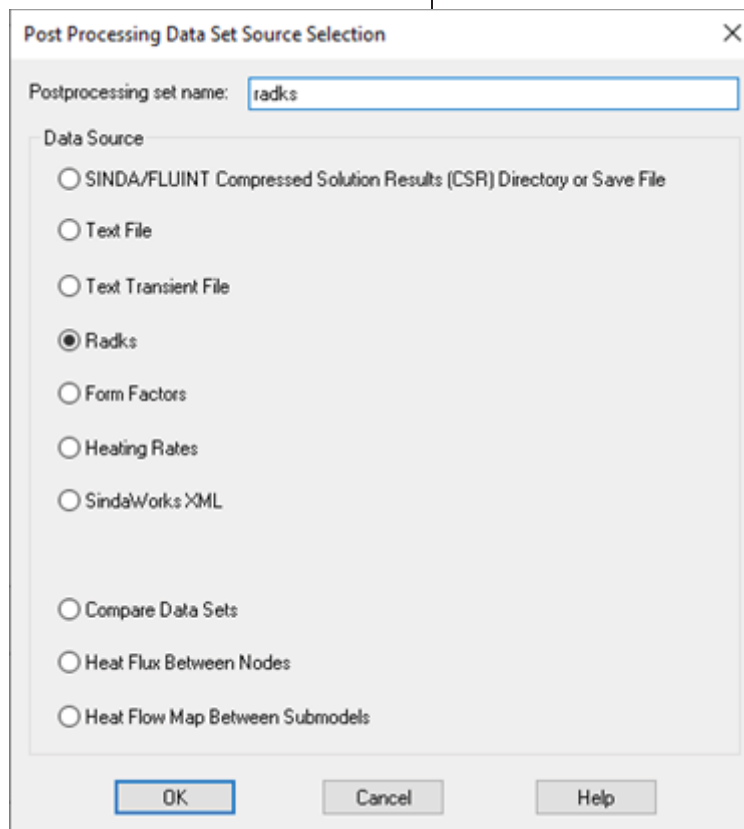 Post Processing Data Set Source Selection
Postprocessing set name: radks
Data Source
SINDA/FLUINT Compressed Solution Results (CSR) Directory or Save File
Text File
Text Transient File
Radks
Form Factors
Heating Rates
SindaWorks XML
Compare Data Sets
Heat Flux Between Nodes
Heat Flow Map Between Submodels
OK Cancel Help